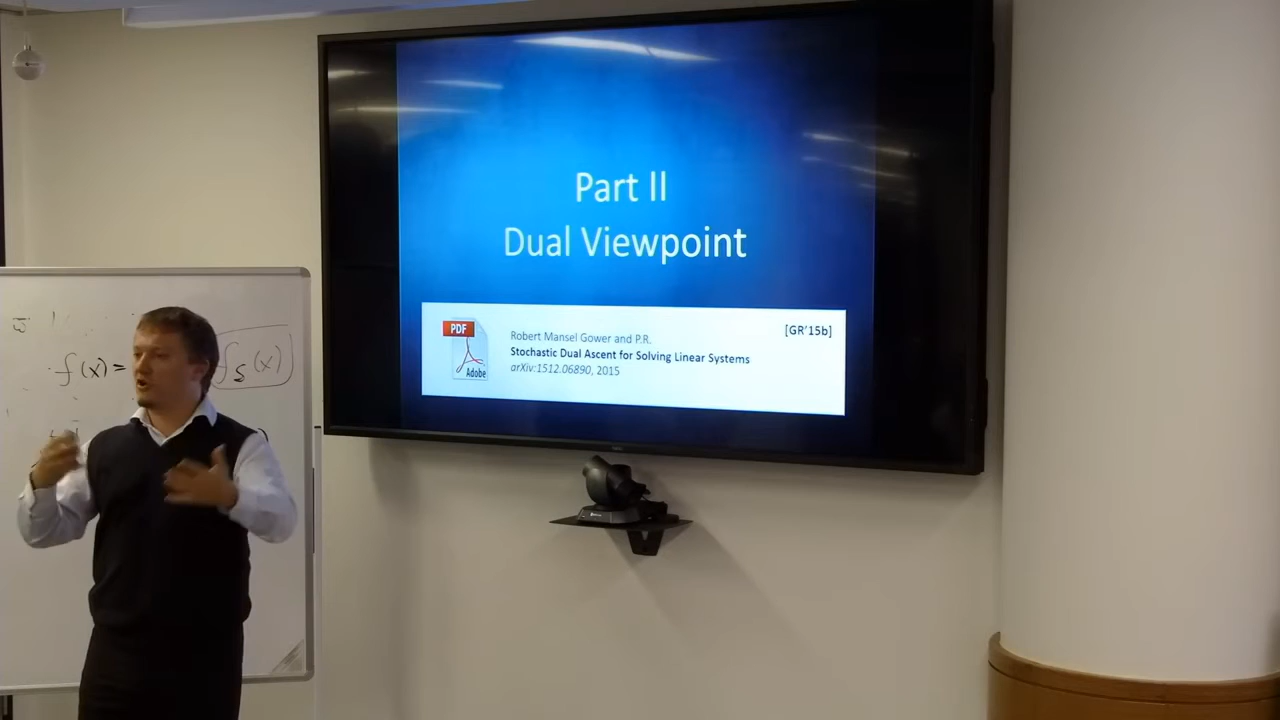 Part II
Dual Viewpoint
PDF
Adobe
[GR'15b]
Robert Mansel Gower and P.R.
Stochastic Dual Ascent for Solving Linear Systems
arXiv:1512.06890, 2015
f(x) =
f_S(x)